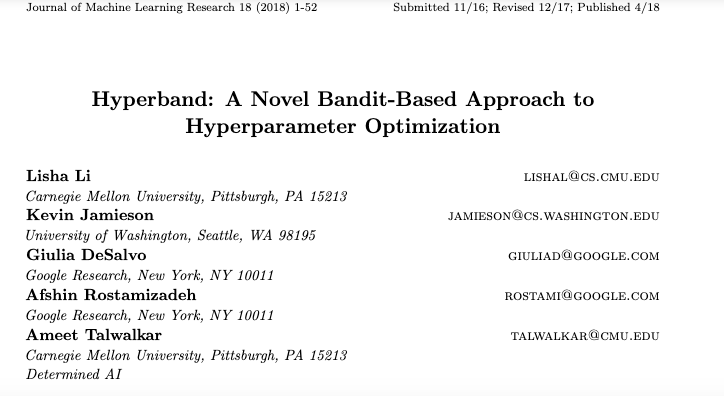 Journal of Machine Learning Research 18 (2018) 1-52 Submitted 11/16; Revised 12/17; Published 4/18
Hyperband: A Novel Bandit-Based Approach to
Hyperparameter Optimization
Lisha Li LISHAL@CS.CMU.EDU
Carnegie Mellon University, Pittsburgh, PA 15213
Kevin Jamieson JAMIESON@CS.WASHINGTON.EDU
University of Washington, Seattle, WA 98195
Giulia DeSalvo GIULIAD@GOOGLE.COM
Google Research, New York, NY 10011
Afshin Rostamizadeh ROSTAMI@GOOGLE.COM
Google Research, New York, NY 10011
Ameet Talwalkar TALWALKAR@CMU.EDU
Carnegie Mellon University, Pittsburgh, PA 15213
Determined AI